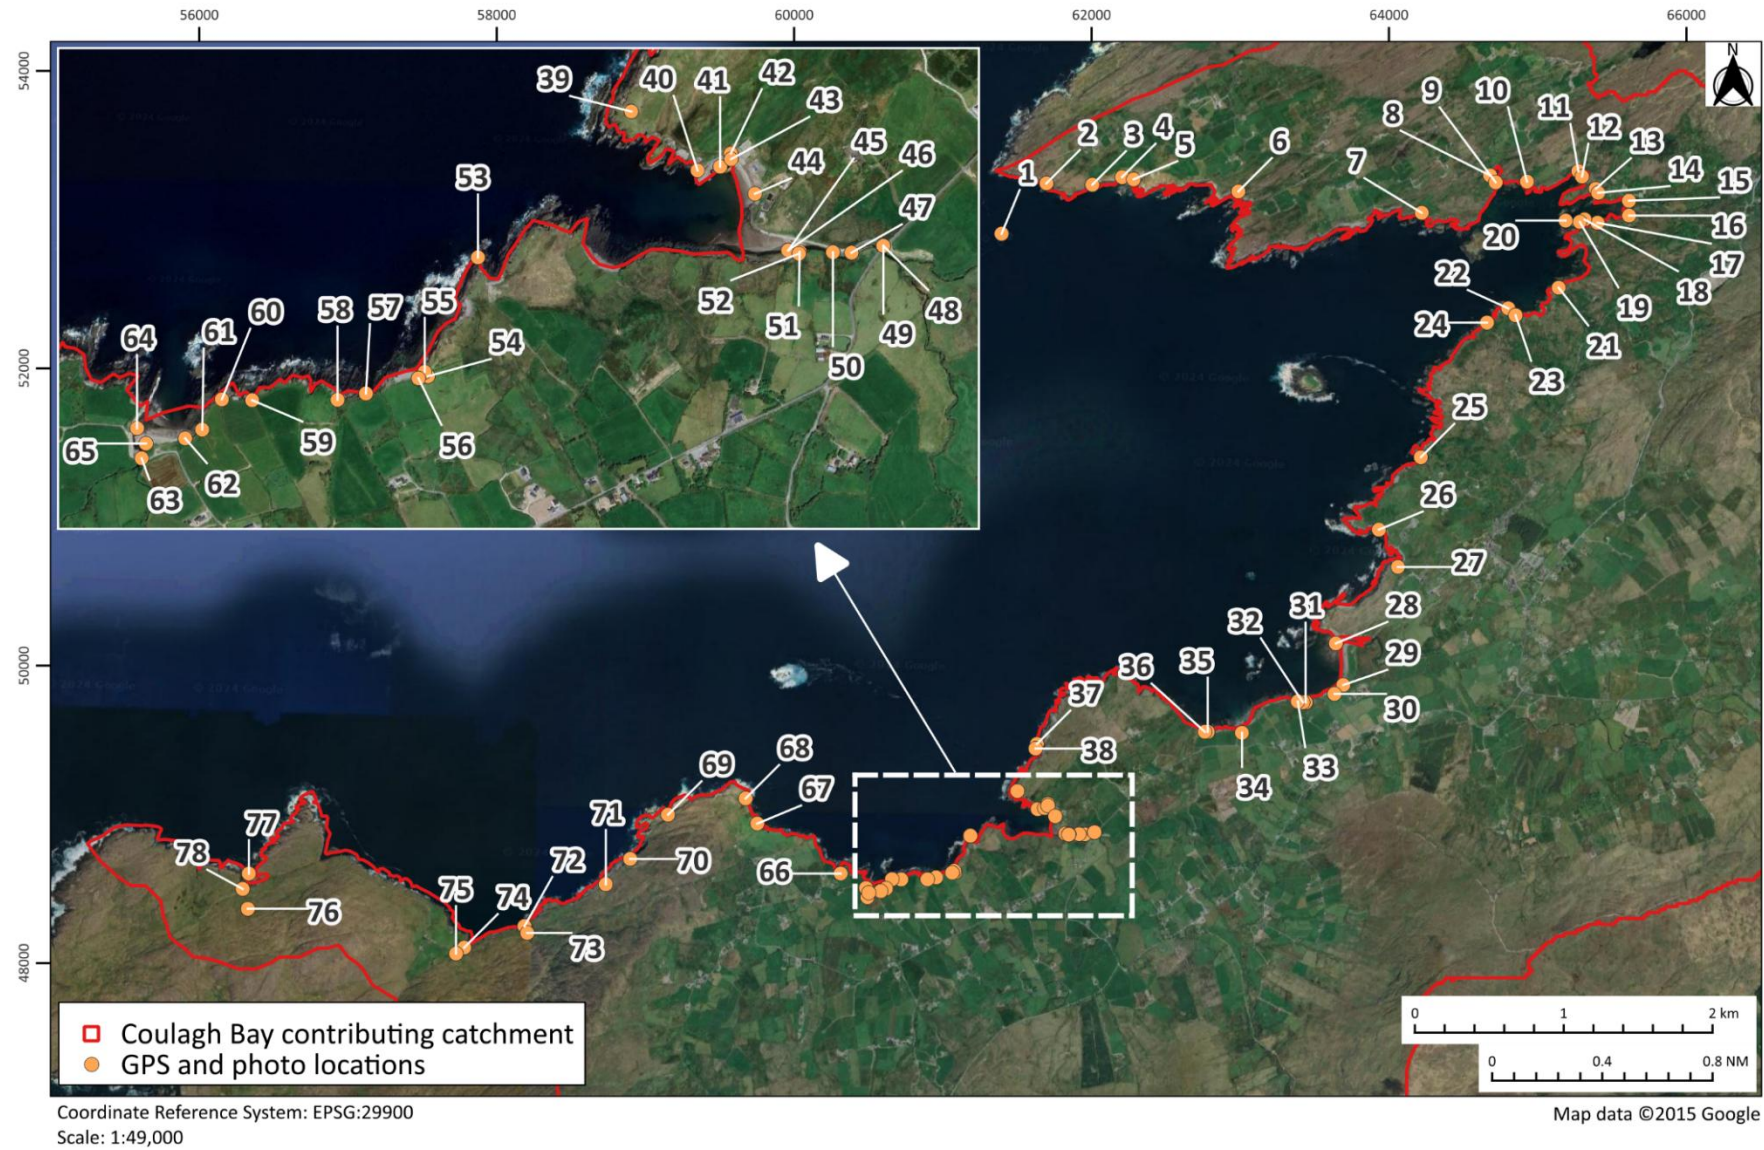 56000 58000 60000 62000 64000 66000
54000
52000
50000
48000
N
39 40 41 42
43
44 45 46
47
53
52 51 50 49 48
64 61 60 58 57 55
54
65 63 62 59 56
1 2 3 4 5 6 7 8 9 10 11 12 13 14 15
16
17
18
19
20
21
22
23
24
25
26
27
28
29
30
31
32
33
34
35
36
37
38
66
67
68
69
70
71
72
73
74
75
76
77
78
Coulagh Bay contributing catchment
GPS and photo locations
0 1 2 km
0 0.4 0.8 NM
Coordinate Reference System: EPSG:29900
Scale: 1:49,000
Map data ©2015 Google
© 2024 Google